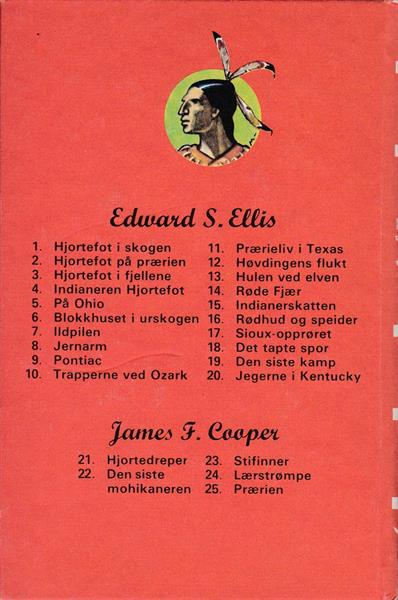 Edward S. Ellis
1. Hjortefot i skogen
2. Hjortefot på prærien
3. Hjortefot i fjellene
4. Indianeren Hjortefot
5. På Ohio
6. Blokkhuset i urskogen
7. Ildpilen
8. Jernarm
9. Pontiac
10. Trapperne ved Ozark
11. Prærieliv i Texas
12. Høvdingens flukt
13. Hulen ved elven
14. Røde Fjær
15. Indianerskatten
16. Rødhud og speider
17. Sioux-opprøret
18. Det tapte spor
19. Den siste kamp
20. Jegerne i Kentucky
James F. Cooper
21. Hjortedreper
22. Den siste
mohikaneren
23. Stifinner
24. Lærstrømpe
25. Prærien